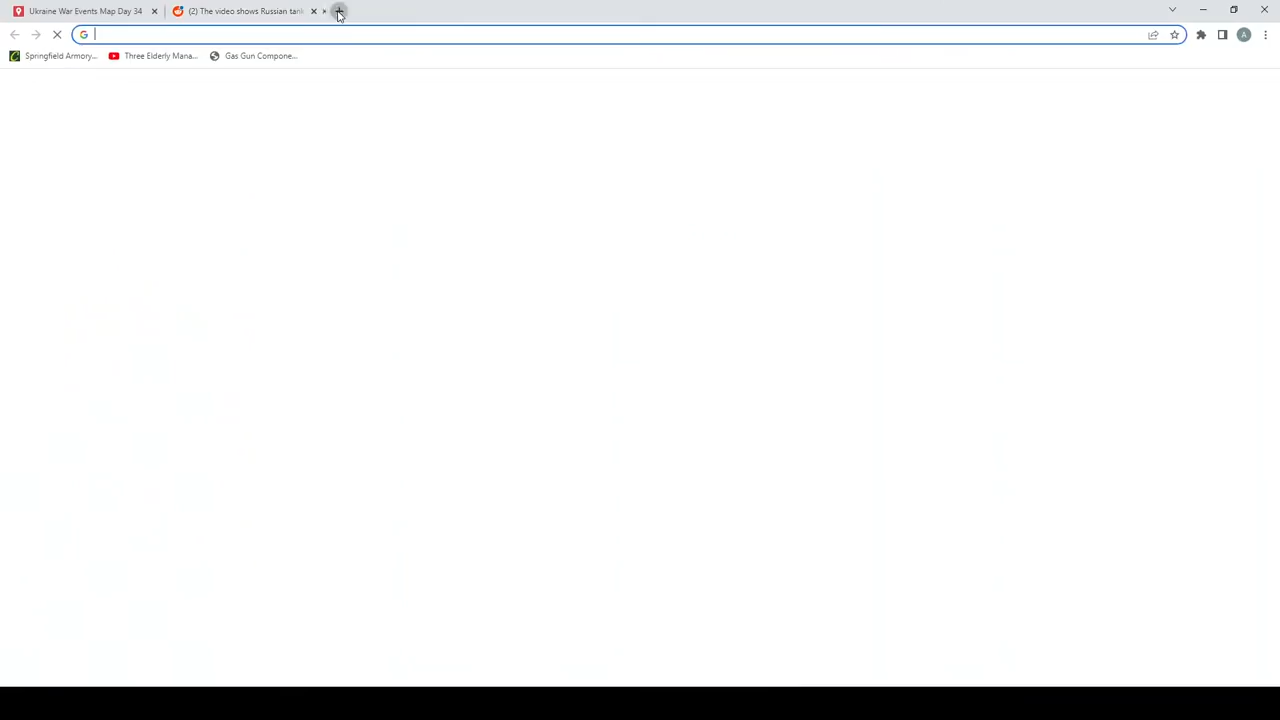 Ukraine War Events Map Day 34
(2) The video shows Russian tank
Springfield Armory...
Three Elderly Mana...
Gas Gun Compone...
A